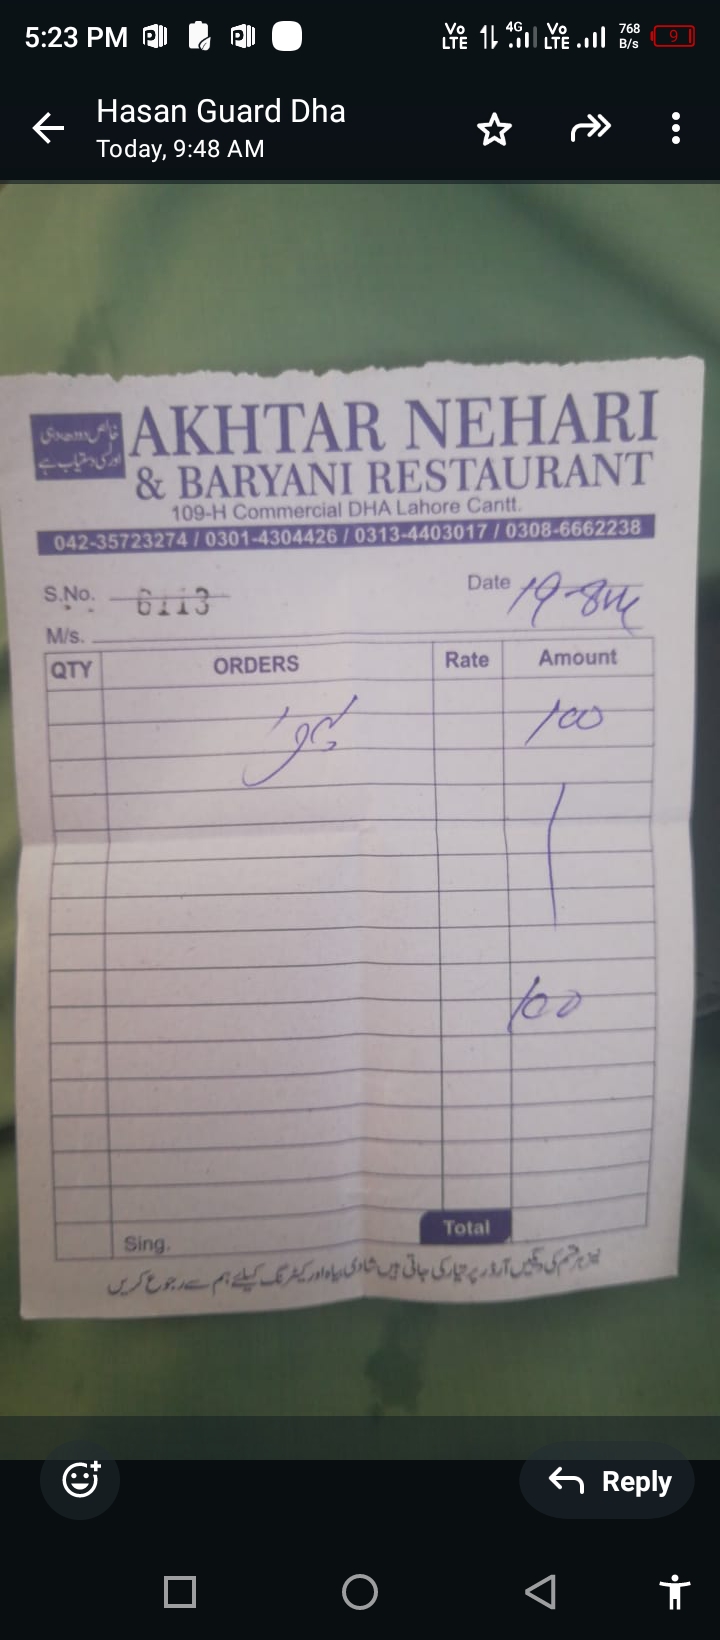 5:23 PM
Vo LTE 4G Vo LTE 768 B/s 9
Hasan Guard Dha
Today, 9:48 AM
خالص دودھ دہی
اور لسی دستیاب ہے
AKHTAR NEHARI
& BARYANI RESTAURANT
109-H Commercial DHA Lahore Cantt.
042-35723274 / 0301-4304426 / 0313-4403017 / 0308-6662238
S.No. 6113
Date 19-8
M/s.
QTY ORDERS Rate Amount
100
100
Total
Sing.
نیز ہر قسم کی دیگیں آرڈر پر تیار کی جاتی ہیں شادی بیاہ اور کیٹرنگ کیلئے ہم سے رجوع کریں
Reply